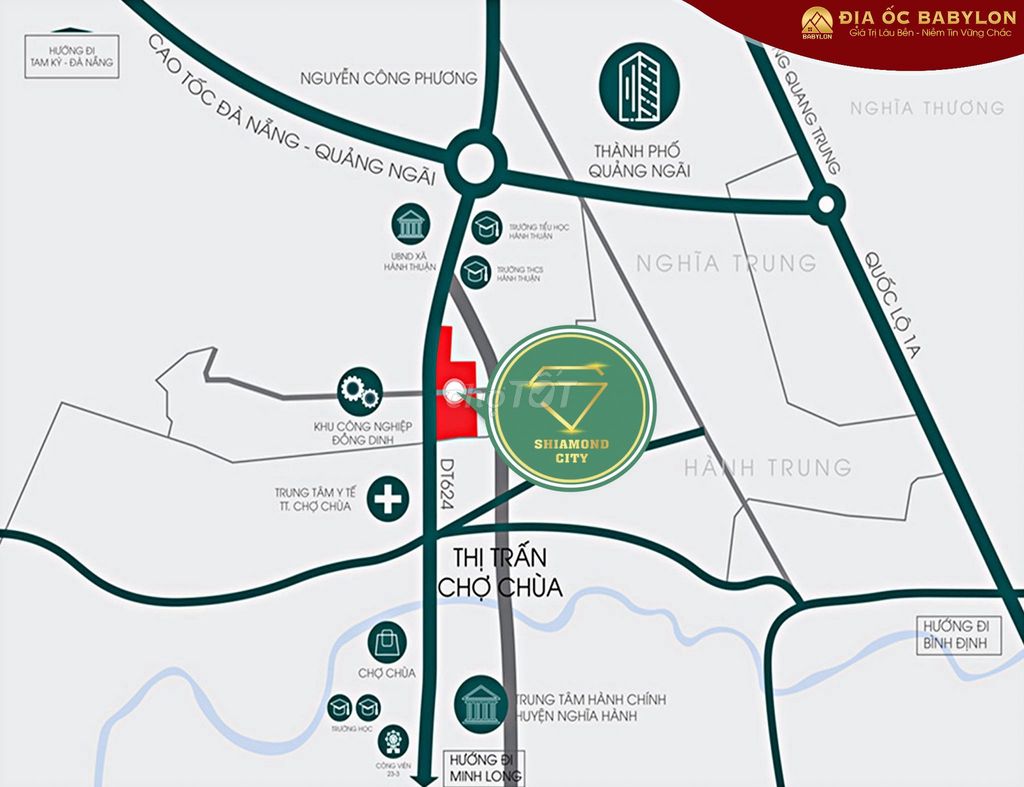 ĐỊA ỐC BABYLON
Giá Trị Lâu Bền - Niềm Tin Vững Chắc
BABYLON
HƯỚNG ĐI
TAM KỲ - ĐÀ NẴNG
CAO TỐC ĐÀ NẴNG - QUẢNG NGÃI
NGUYỄN CÔNG PHƯƠNG
THÀNH PHỐ
QUẢNG NGÃI
QUANG TRUNG
NGHĨA THƯƠNG
UBND XÃ
HÀNH THUẬN
TRƯỜNG TIỂU HỌC
HÀNH THUẬN
TRƯỜNG THCS
HÀNH THUẬN
NGHĨA TRUNG
QUỐC LỘ 1A
KHU CÔNG NGHIỆP
ĐỒNG DINH
chợTỐT
SHIAMOND
CITY
HÀNH TRUNG
DT624
TRUNG TÂM Y TẾ
TT. CHỢ CHÙA
THỊ TRẤN
CHỢ CHÙA
HƯỚNG ĐI
BÌNH ĐỊNH
CHỢ CHÙA
TRƯỜNG HỌC
CÔNG VIÊN
23-3
TRUNG TÂM HÀNH CHÍNH
HUYỆN NGHĨA HÀNH
HƯỚNG ĐI
MINH LONG